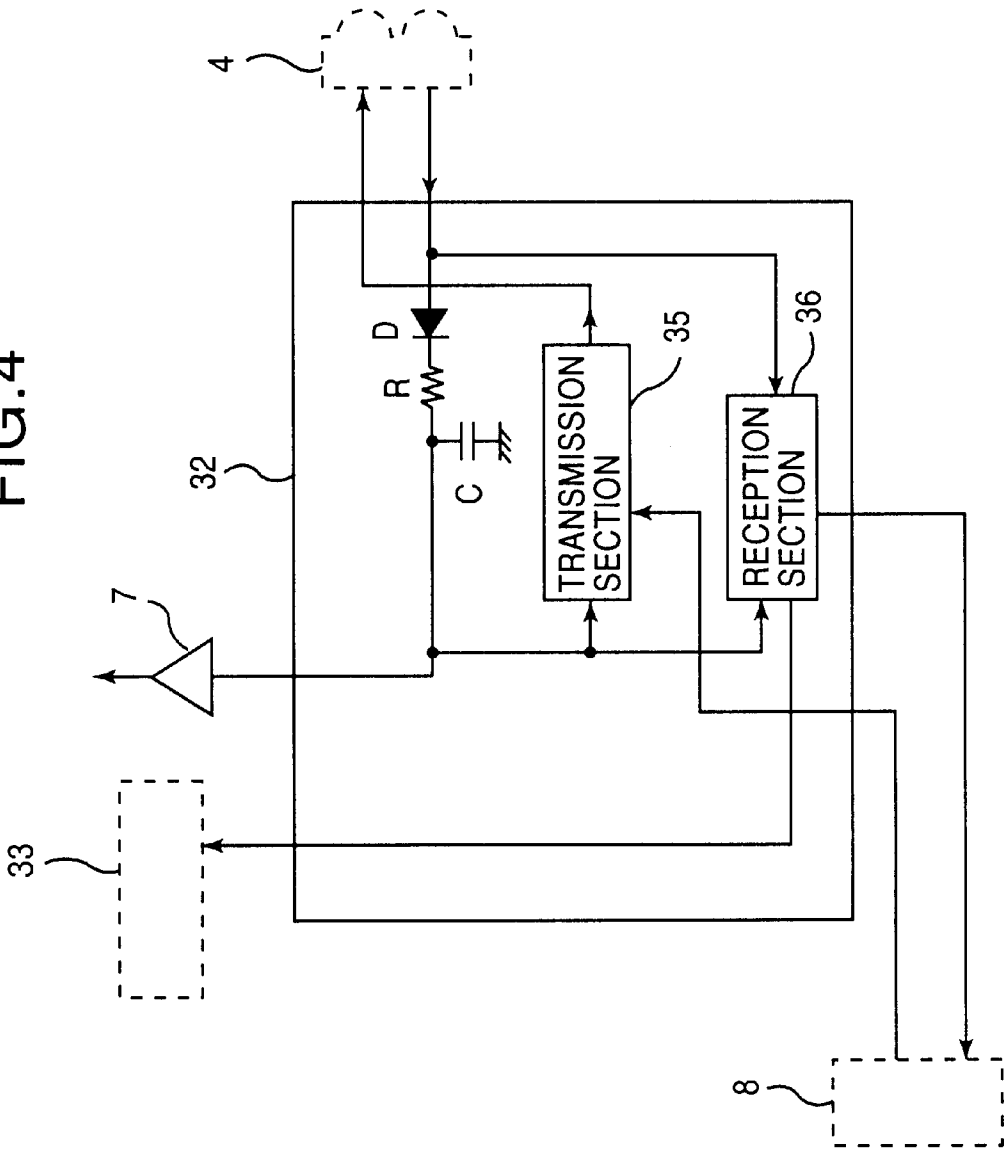 FIG.4
4
32
7
33
D
R
C
TRANSMISSION
SECTION
35
RECEPTION
SECTION
36
8